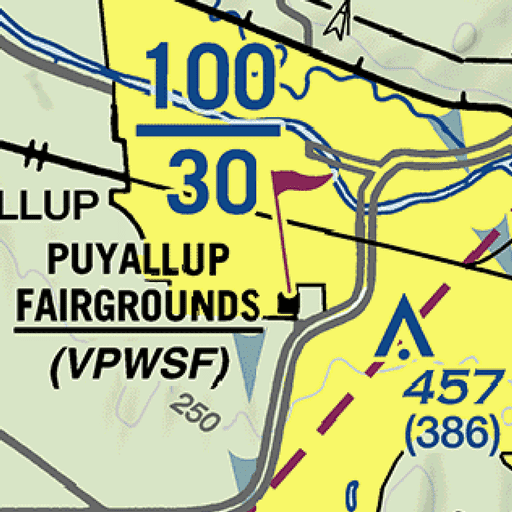 100
30
LLUP
PUYALLUP
FAIRGROUNDS
(VPWSF)
250
457
(386)